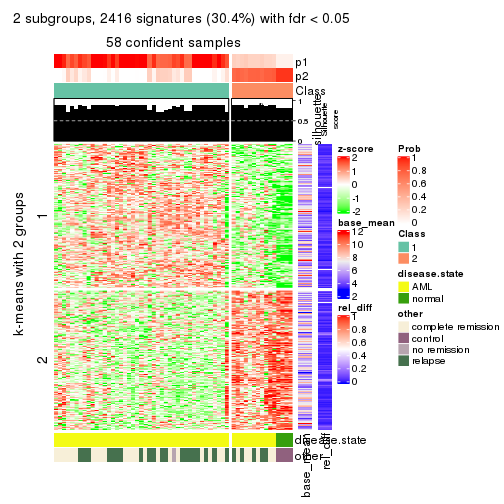 2 subgroups, 2416 signatures (30.4%) with fdr < 0.05
58 confident samples
p1
p2
Class
1
0.5
0
silhouette
Silhouette
score
k-means with 2 groups
1
2
disease.state
other
base_mean
rel_diff
z-score
2
1
0
-1
-2
base_mean
12
10
8
6
4
2
rel_diff
1
0.8
0.6
0.4
0.2
0
Prob
1
0.8
0.6
0.4
0.2
0
Class
1
2
disease.state
AML
normal
other
complete remission
control
no remission
relapse